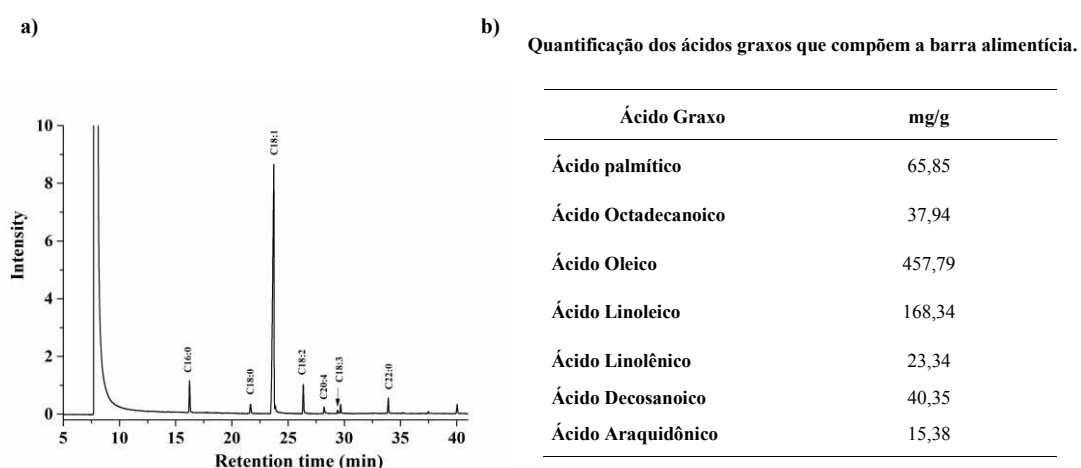 a)
10
8
6
4
2
0
Intensity
C16:0
C18:0
C18:1
C18:2
C20:4
C18:3
C22:0
5 10 15 20 25 30 35 40
Retention time (min)
b)
Quantificação dos ácidos graxos que compõem a barra alimentícia.
Ácido Graxo mg/g
Ácido palmítico 65,85
Ácido Octadecanoico 37,94
Ácido Oleico 457,79
Ácido Linoleico 168,34
Ácido Linolênico 23,34
Ácido Decosanoico 40,35
Ácido Araquidônico 15,38